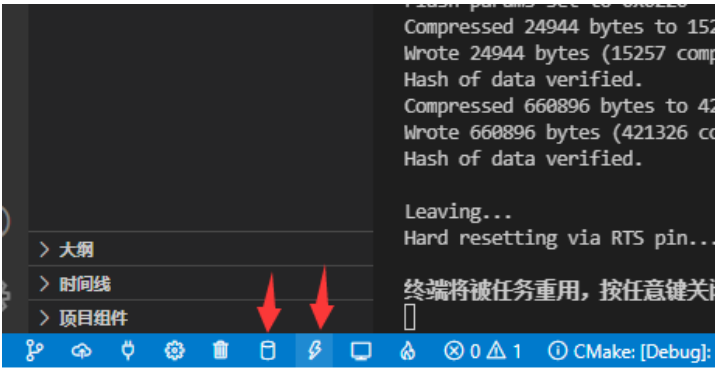 Compressed 24944 bytes to 152
Wrote 24944 bytes (15257 comp
Hash of data verified.
Compressed 660896 bytes to 42
Wrote 660896 bytes (421326 co
Hash of data verified.
Leaving...
Hard resetting via RTS pin...
终端将被任务重用，按任意键关闭
大纲
时间线
项目组件
0 1 CMake: [Debug]: